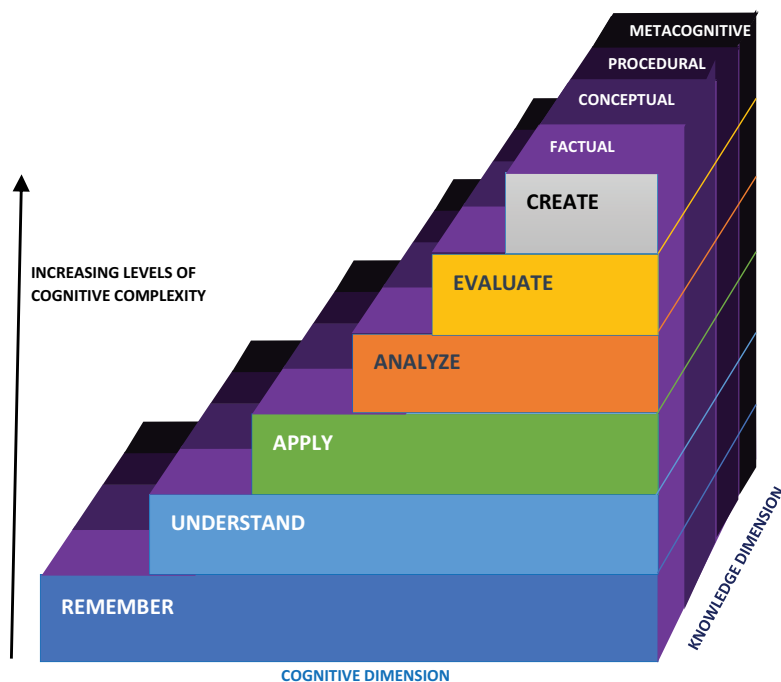 METACOGNITIVE
PROCEDURAL
CONCEPTUAL
FACTUAL
CREATE
EVALUATE
INCREASING LEVELS OF
COGNITIVE COMPLEXITY
ANALYZE
APPLY
UNDERSTAND
REMEMBER
KNOWLEDGE DIMENSION
COGNITIVE DIMENSION